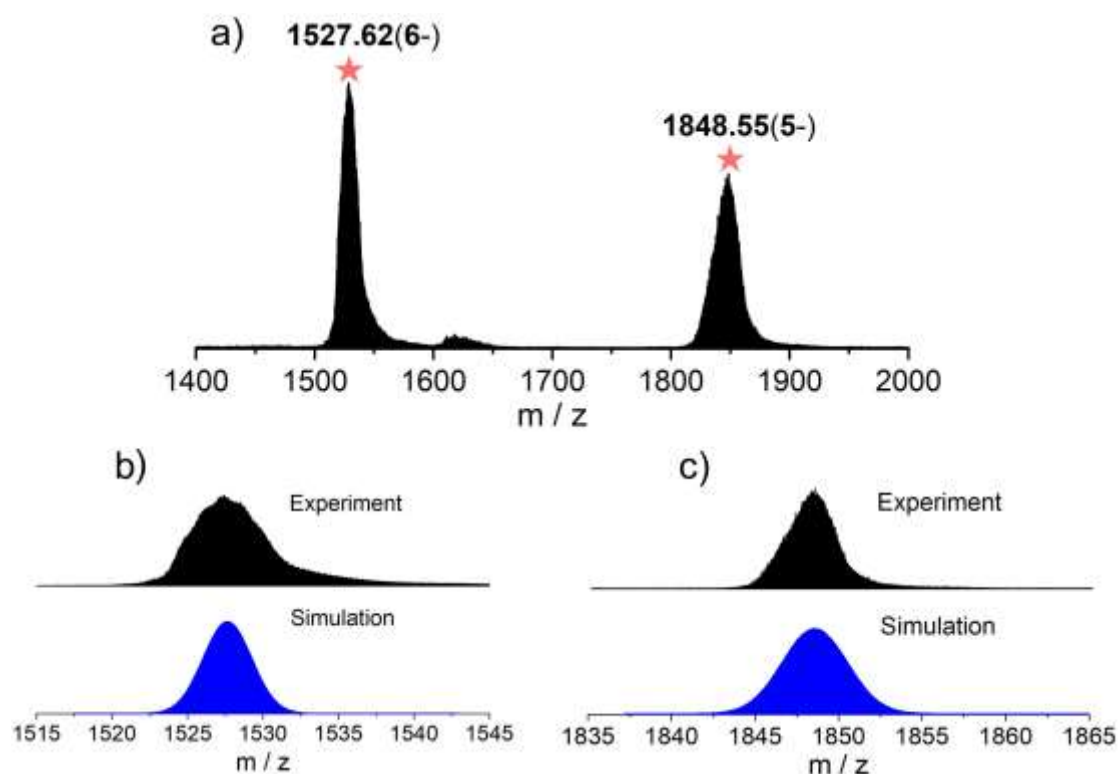 a)
1527.62(6-)
1848.55(5-)
1400 1500 1600 1700 1800 1900 2000
m / z
b)
Experiment
Simulation
1515 1520 1525 1530 1535 1540 1545
m / z
c)
Experiment
Simulation
1835 1840 1845 1850 1855 1860 1865
m / z